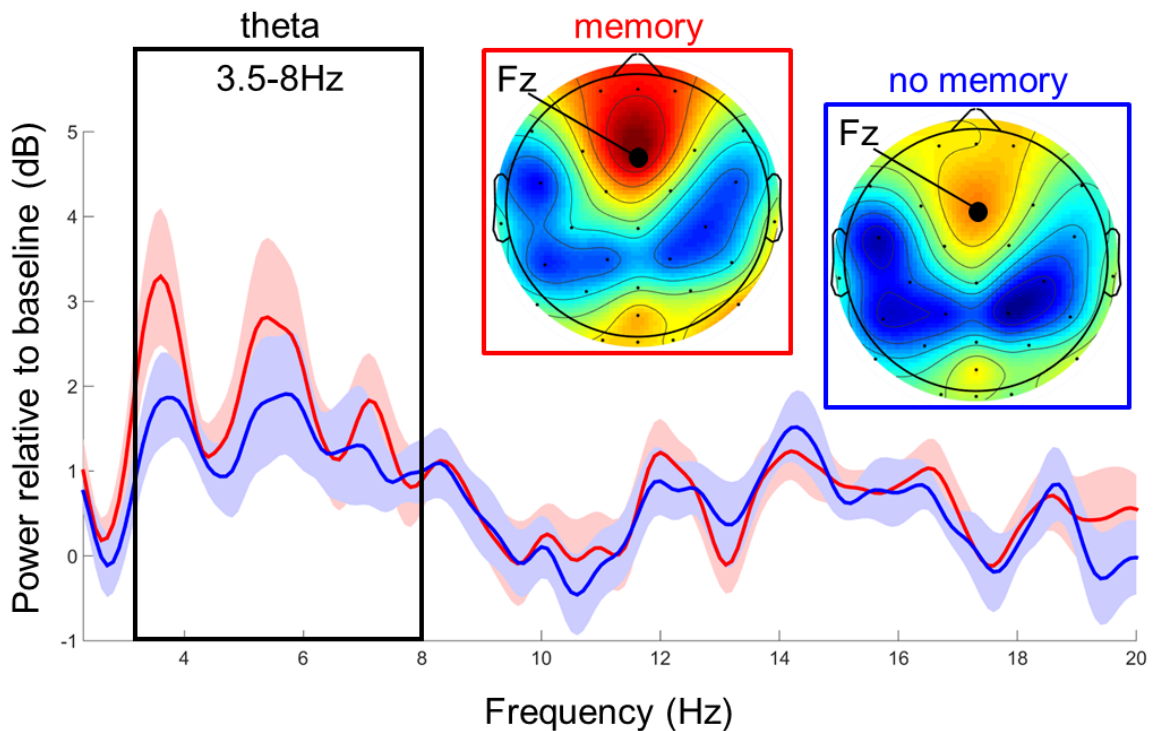 theta
3.5-8Hz
memory
Fz
no memory
Fz
Power relative to baseline (dB)
5
4
3
2
1
0
-1
4 6 8 10 12 14 16 18 20
Frequency (Hz)